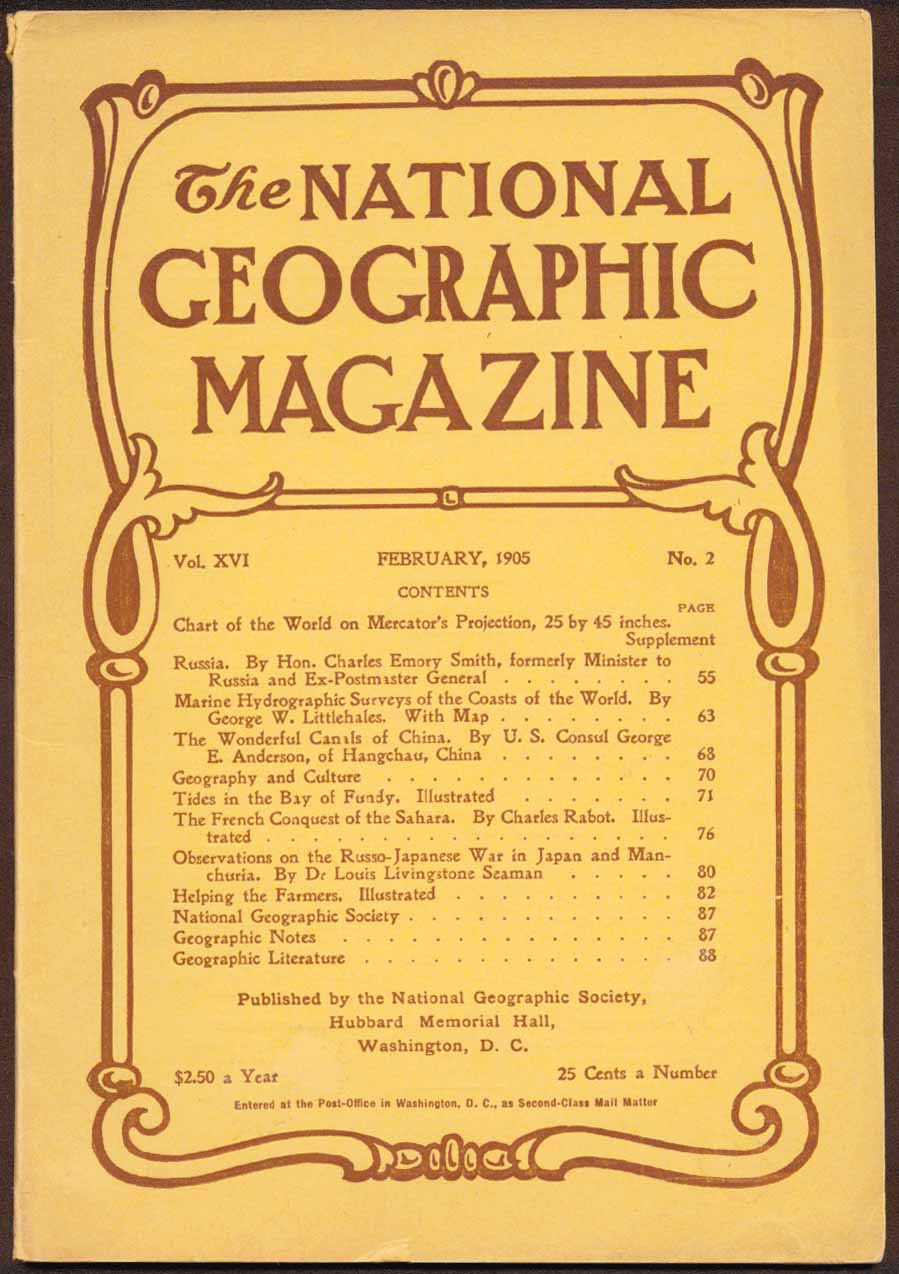 The NATIONAL
GEOGRAPHIC
MAGAZINE
Vol. XVI FEBRUARY, 1905 No. 2
CONTENTS
PAGE
Chart of the World on Mercator's Projection, 25 by 45 inches.
Supplement
Russia. By Hon. Charles Emory Smith, formerly Minister to
Russia and Ex-Postmaster General . . . . . . . . 55
Marine Hydrographic Surveys of the Coasts of the World. By
George W. Littlehales. With Map . . . . . . . . 63
The Wonderful Canals of China. By U. S. Consul George
E. Anderson, of Hangchau, China . . . . . . . . 68
Geography and Culture . . . . . . . . . . . . . 70
Tides in the Bay of Fundy. Illustrated . . . . . . . 71
The French Conquest of the Sahara. By Charles Rabot. Illus-
trated . . . . . . . . . . . . . . . . . . 76
Observations on the Russo-Japanese War in Japan and Man-
churia. By Dr Louis Livingstone Seaman . . . . . 80
Helping the Farmers. Illustrated . . . . . . . . . . 82
National Geographic Society . . . . . . . . . . . . 87
Geographic Notes . . . . . . . . . . . . . . . 87
Geographic Literature . . . . . . . . . . . . . . 88
Published by the National Geographic Society,
Hubbard Memorial Hall,
Washington, D. C.
$2.50 a Year 25 Cents a Number
Entered at the Post-Office in Washington, D. C., as Second-Class Mail Matter